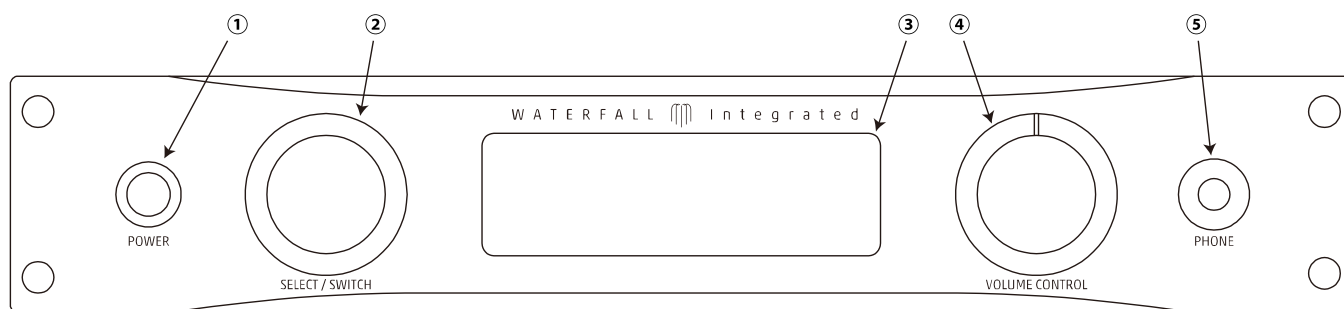 ① ② ③ ④ ⑤
WATERFALL Integrated
POWER
PHONE
SELECT / SWITCH
VOLUME CONTROL